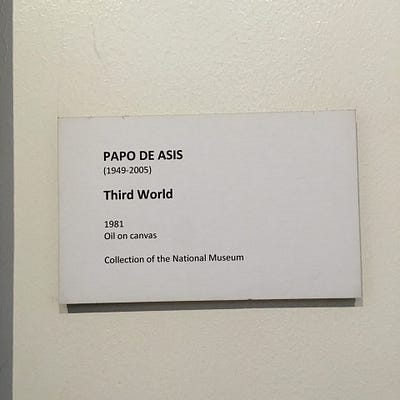 PAPO DE ASIS
(1949-2005)
Third World
1981
Oil on canvas
Collection of the National Museum